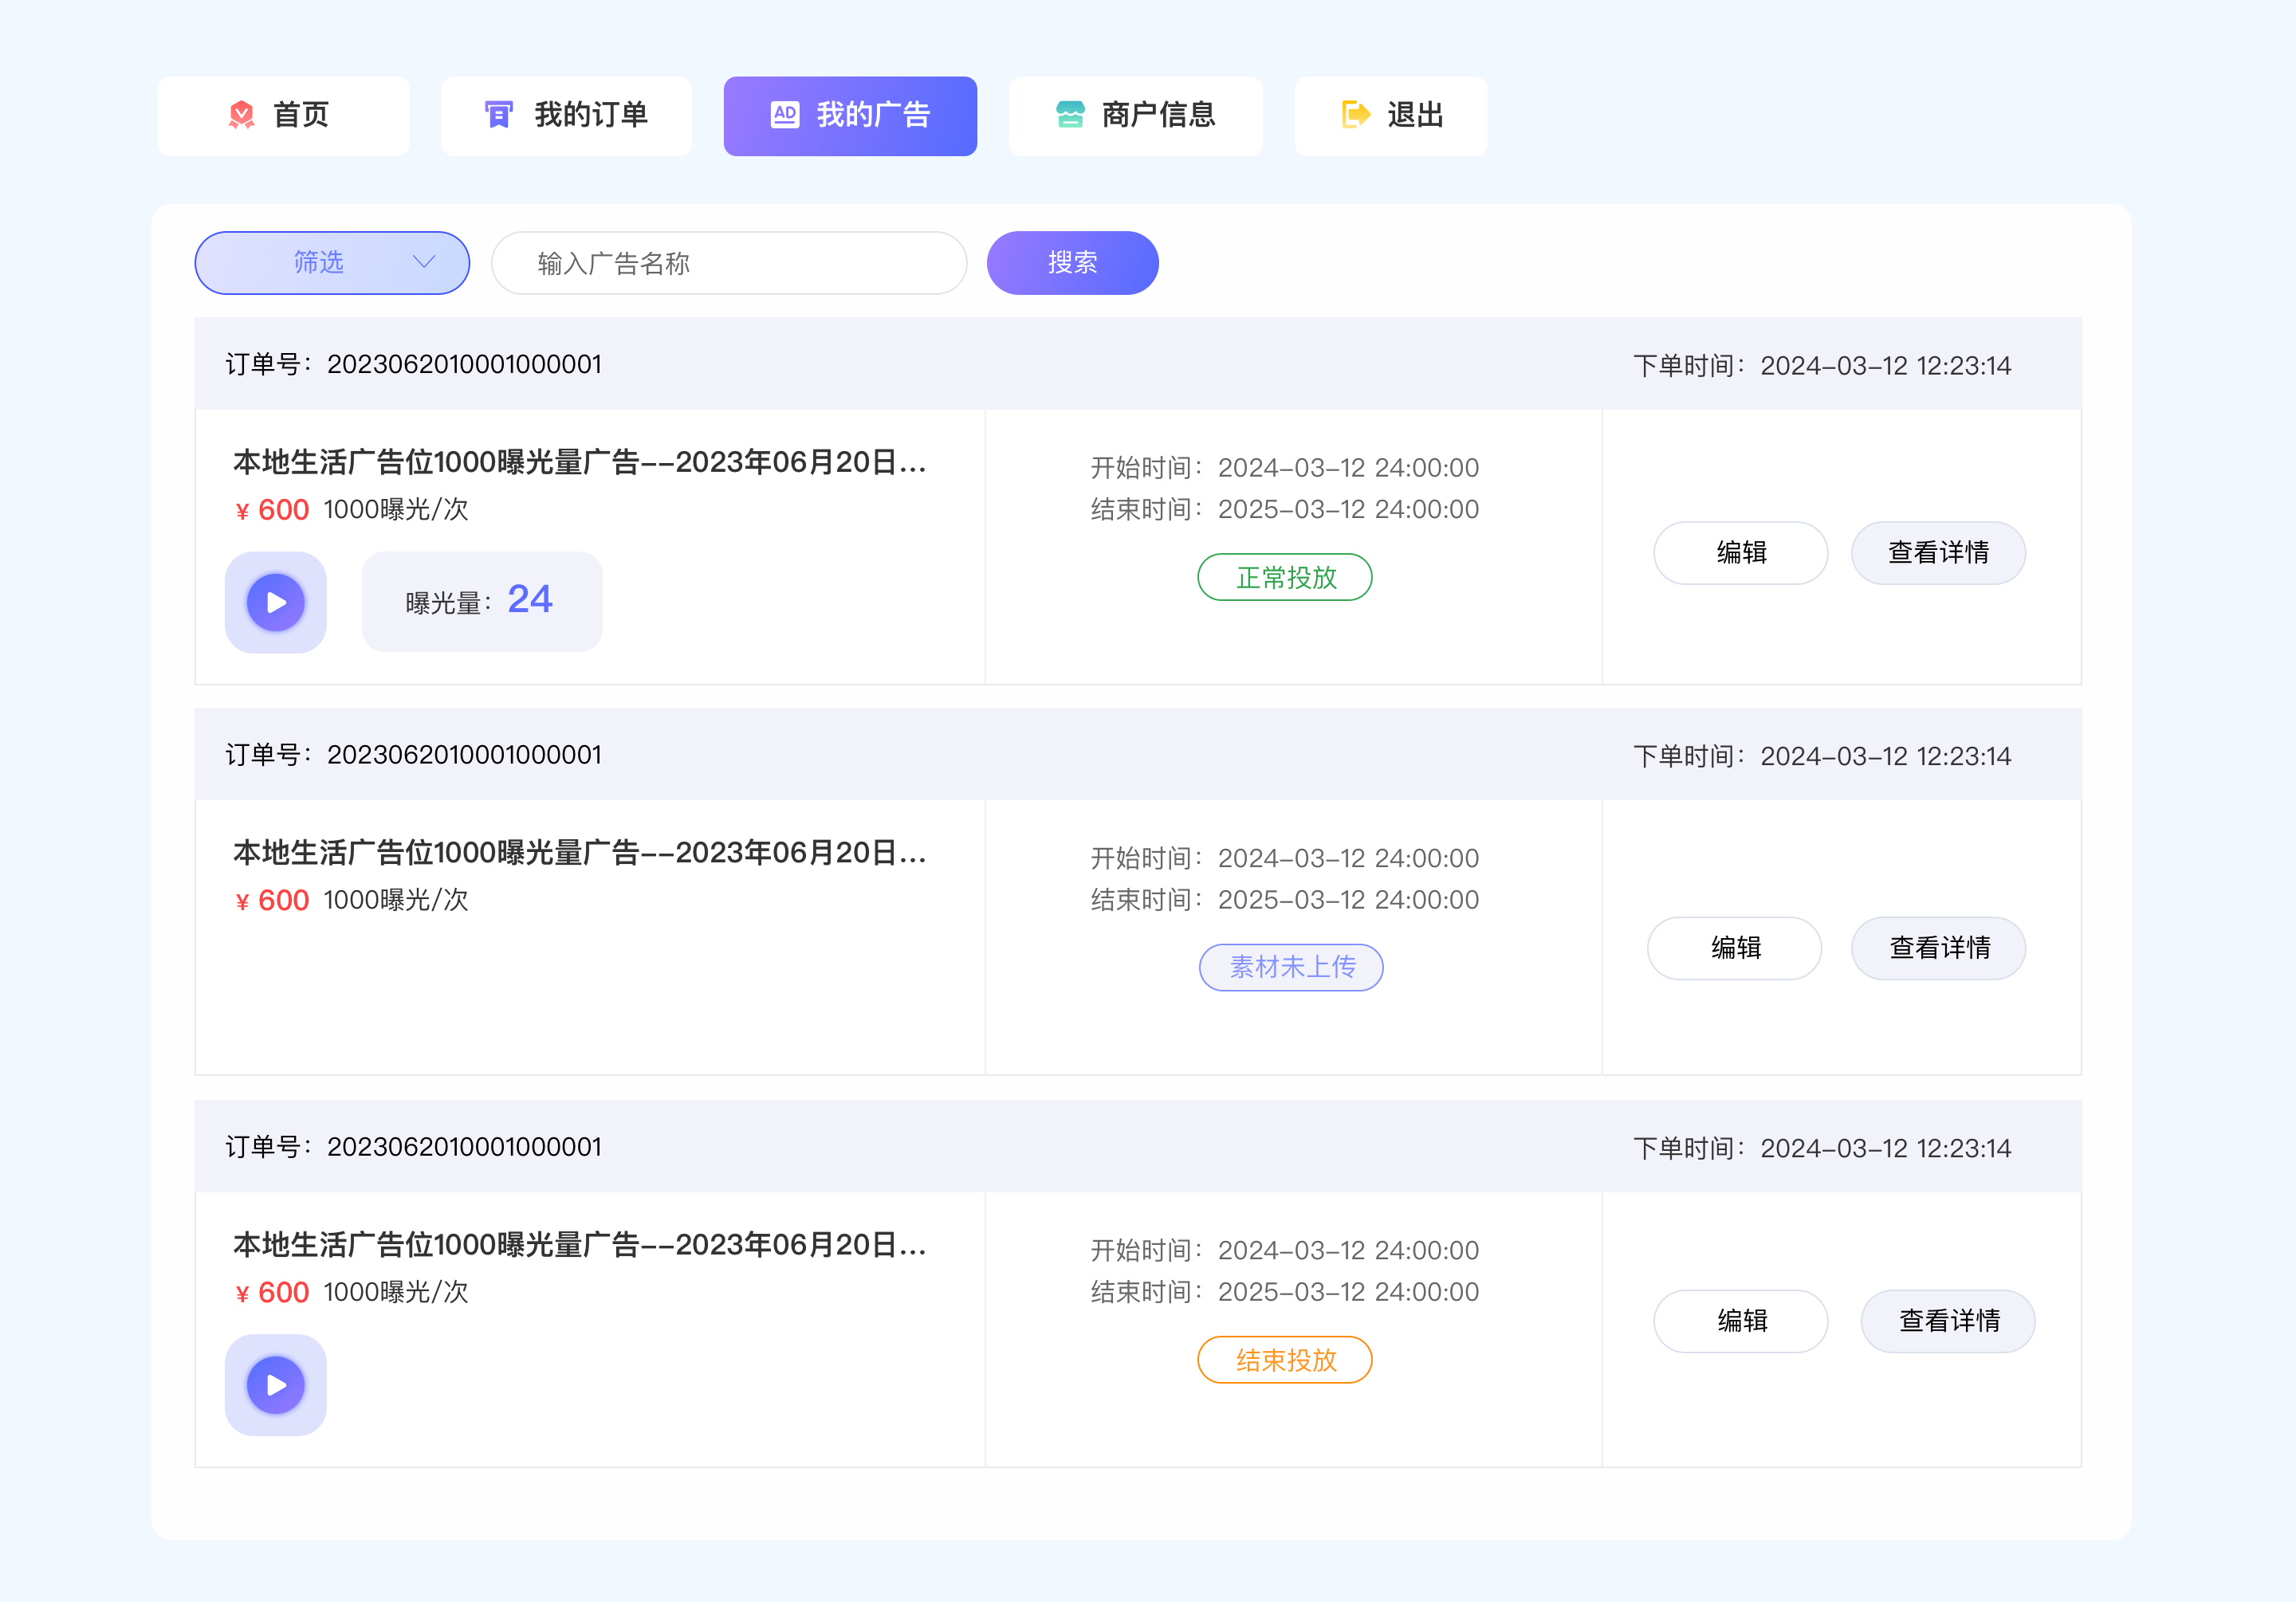 首页
我的订单
AD 我的广告
商户信息
退出
筛选
输入广告名称
搜索
订单号：2023062010001000001
下单时间：2024-03-12 12:23:14
本地生活广告位1000曝光量广告--2023年06月20日...
¥ 600 1000曝光/次
曝光量：24
开始时间：2024-03-12 24:00:00
结束时间：2025-03-12 24:00:00
正常投放
编辑
查看详情
订单号：2023062010001000001
下单时间：2024-03-12 12:23:14
本地生活广告位1000曝光量广告--2023年06月20日...
¥ 600 1000曝光/次
开始时间：2024-03-12 24:00:00
结束时间：2025-03-12 24:00:00
素材未上传
编辑
查看详情
订单号：2023062010001000001
下单时间：2024-03-12 12:23:14
本地生活广告位1000曝光量广告--2023年06月20日...
¥ 600 1000曝光/次
开始时间：2024-03-12 24:00:00
结束时间：2025-03-12 24:00:00
结束投放
编辑
查看详情